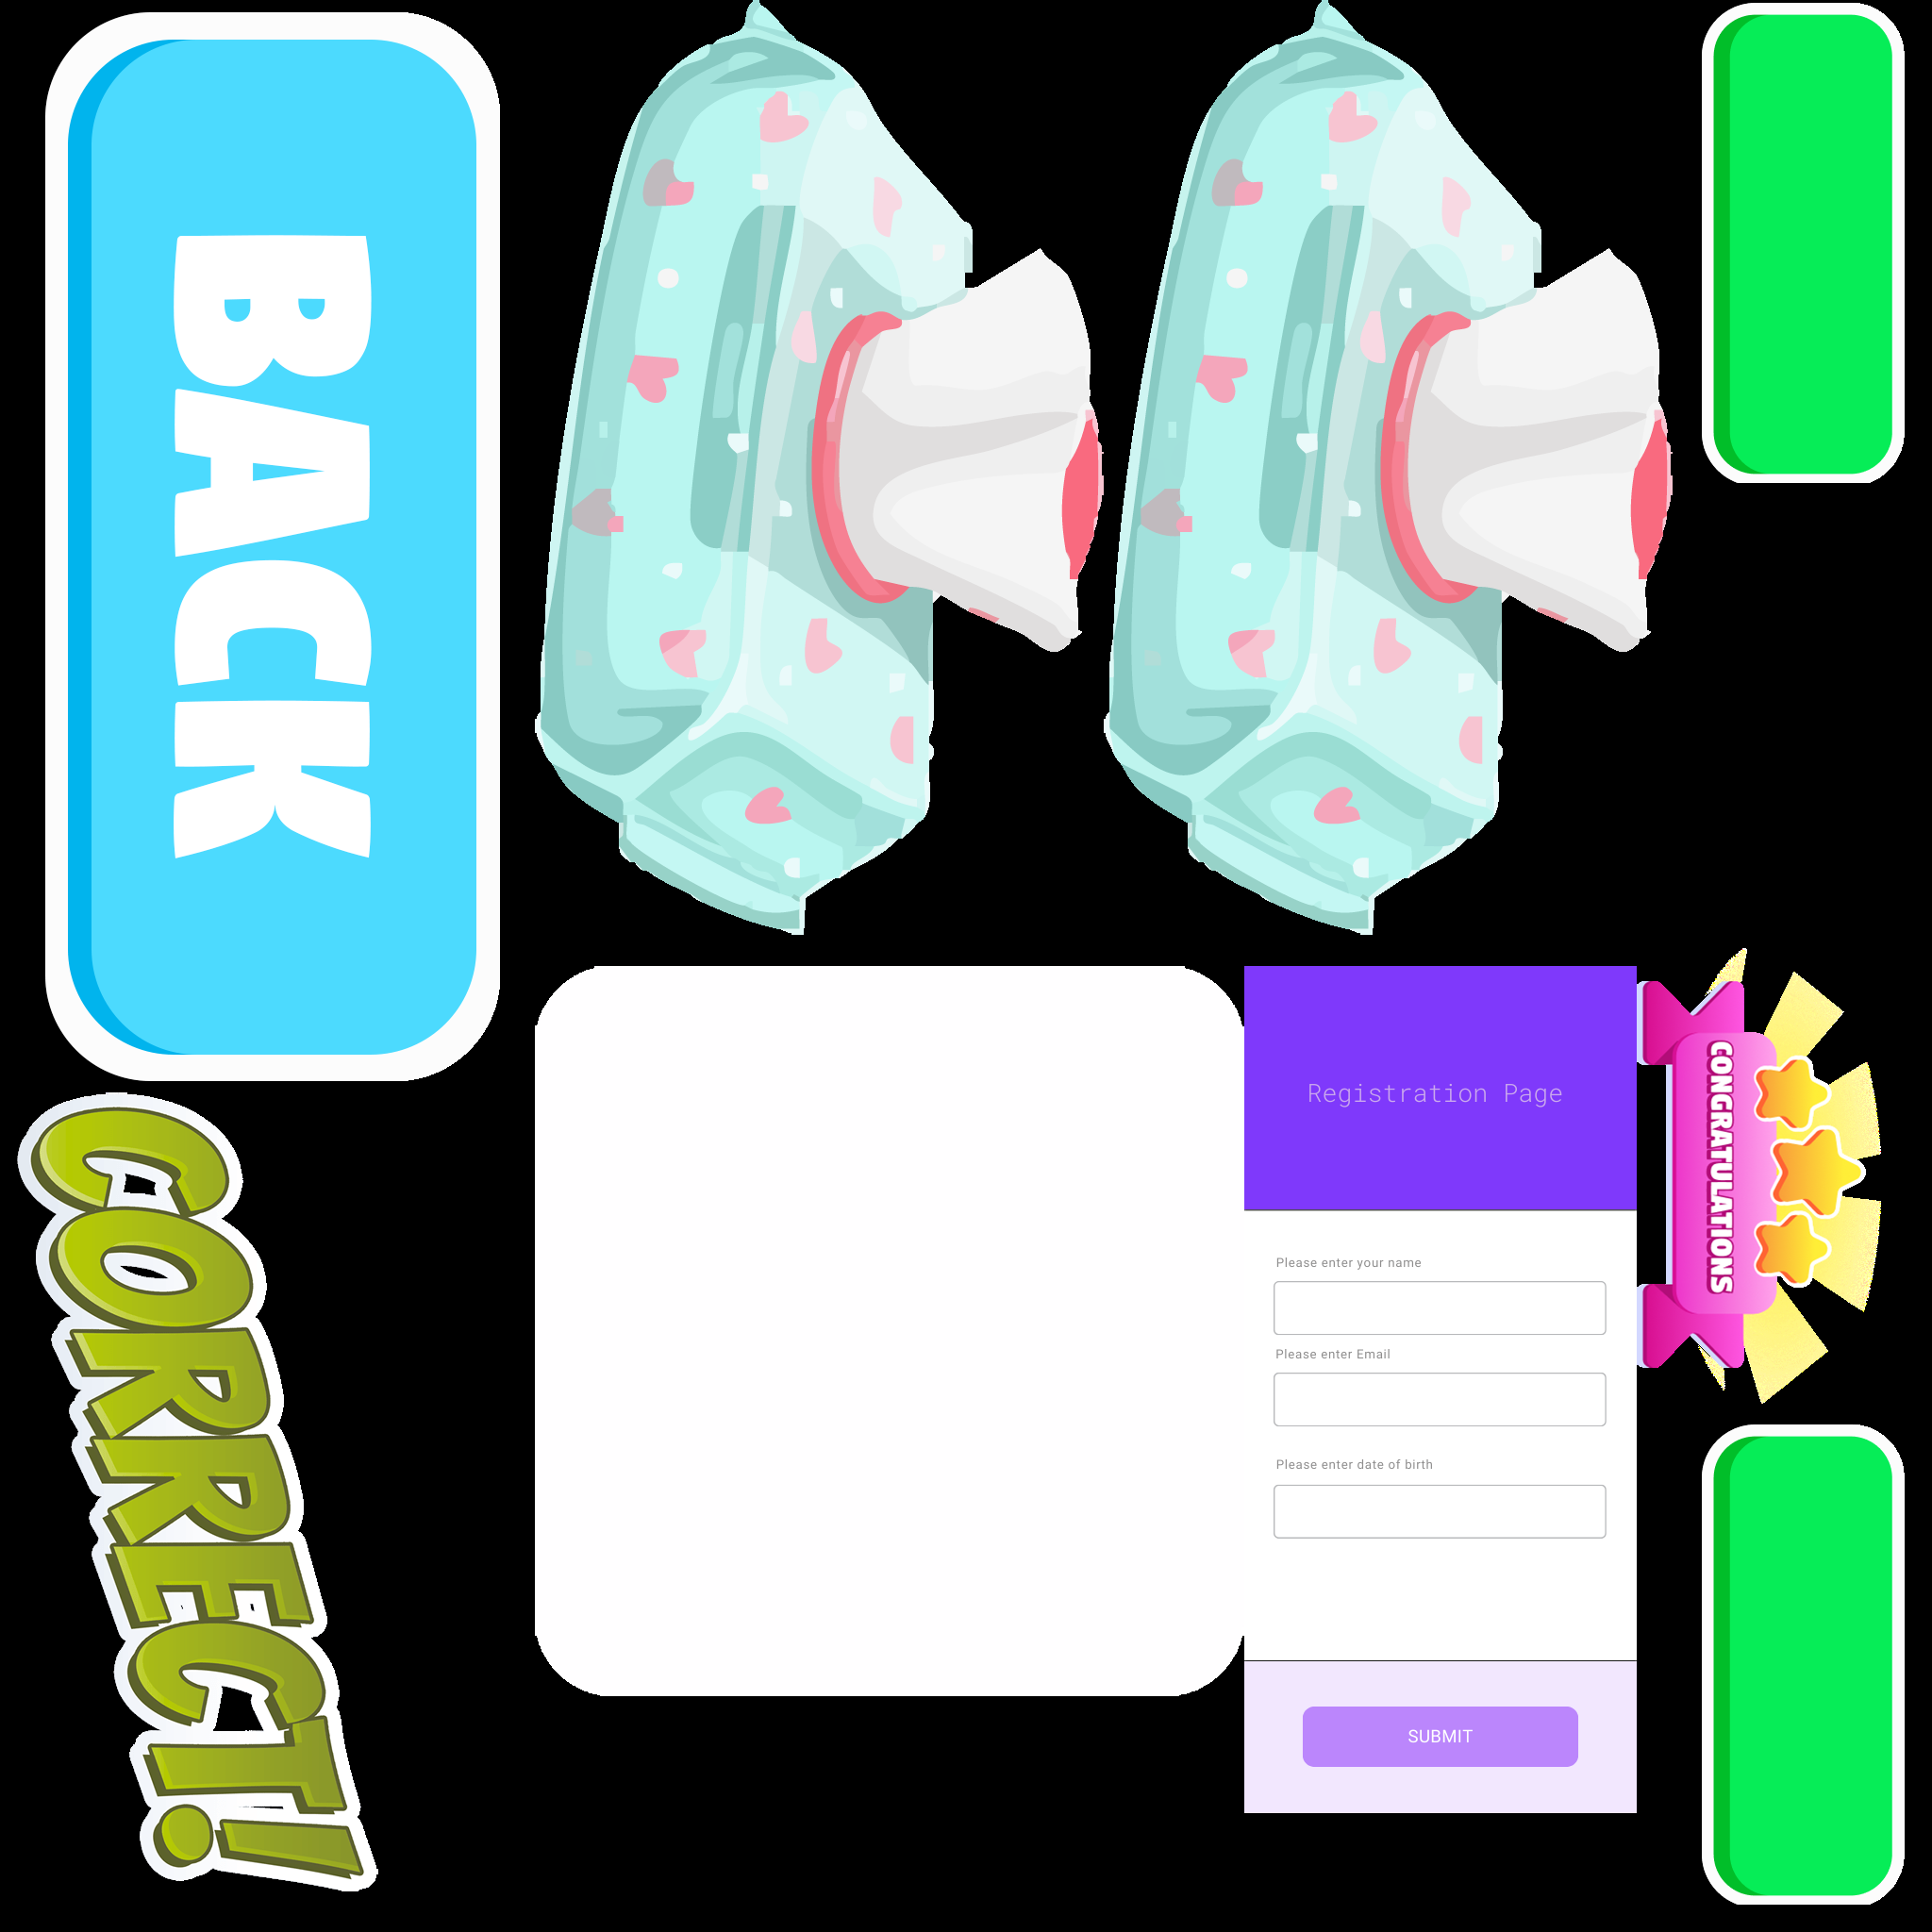 BACK
CORRECT!
Registration Page
Please enter your name
Please enter Email
Please enter date of birth
SUBMIT
CONGRATULATIONS